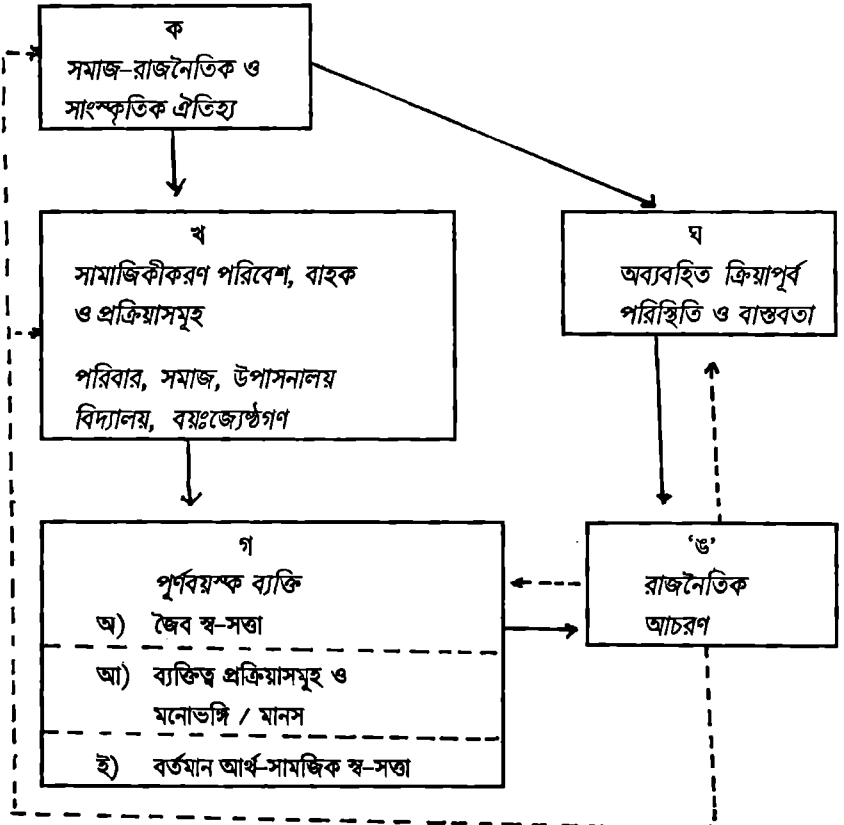 ক
সমাজ-রাজনৈতিক ও
সাংস্কৃতিক ঐতিহ্য
খ
সামাজিকীকরণ পরিবেশ, বাহক
ও প্রক্রিয়াসমূহ
পরিবার, সমাজ, উপাসনালয়
বিদ্যালয়, বয়ঃজ্যেষ্ঠগণ
ঘ
অব্যবহিত ক্রিয়াপূর্ব
পরিস্থিতি ও বাস্তবতা
গ
পূর্ণবয়স্ক ব্যক্তি
অ) জৈব স্ব-সত্তা
আ) ব্যক্তিত্ব প্রক্রিয়াসমূহ ও
মনোভঙ্গি / মানস
ই) বর্তমান আর্থ-সামজিক স্ব-সত্তা
‘ঙ’
রাজনৈতিক
আচরণ